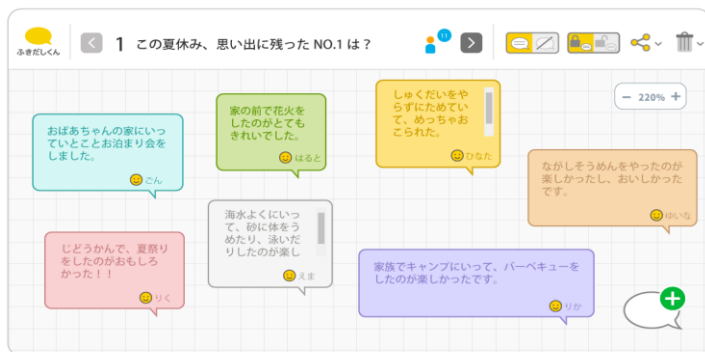 ふきだしくん
1 この夏休み、思い出に残った NO.1 は？
11
220%
おばあちゃんの家にいっ
ていとことお泊まり会を
しました。
ごん
家の前で花火を
したのがとても
きれいでした。
はると
しゅくだいをや
らずにためてい
て、めっちゃお
こられた。
ひなた
ながしそうめんをやったのが
楽しかったし、おいしかった
です。
ゆいな
じどうかんで、夏祭り
をしたのがおもしろ
かった！！
りく
海水よくにいっ
て、砂に体をう
めたり、泳いだ
りしたのが楽し
えま
家族でキャンプにいって、バーベキューを
したのが楽しかったです。
りか